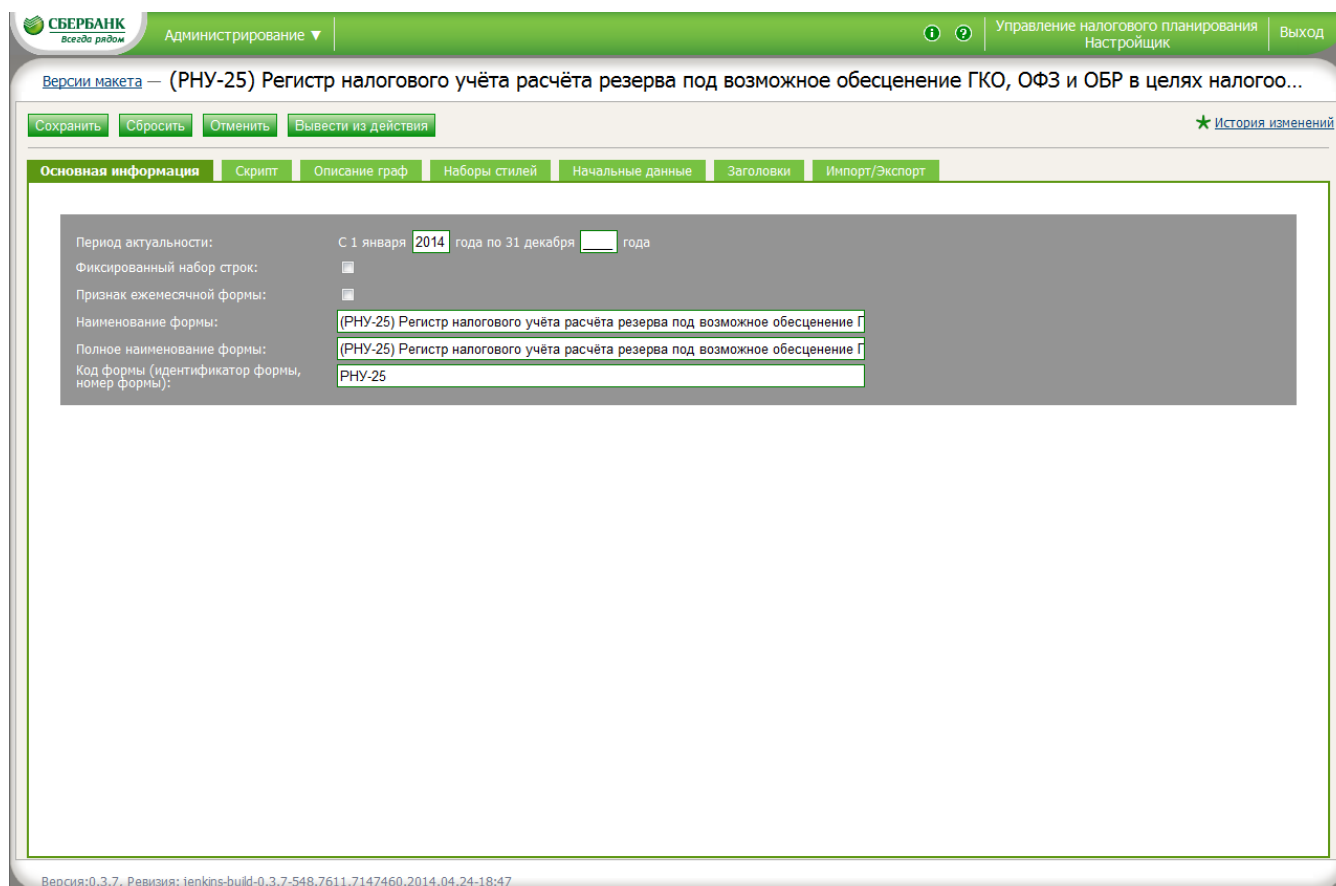 СБЕРБАНК
Всегда рядом
Администрирование ▼
Управление налогового планирования
Настройщик
Выход
Версии макета — (РНУ-25) Регистр налогового учёта расчёта резерва под возможное обесценение ГКО, ОФЗ и ОБР в целях налогоо...
Сохранить Сбросить Отменить Вывести из действия
История изменений
Основная информация Скрипт Описание граф Наборы стилей Начальные данные Заголовки Импорт/Экспорт
Период актуальности: С 1 января 2014 года по 31 декабря ____ года
Фиксированный набор строк:
Признак ежемесячной формы:
Наименование формы: (РНУ-25) Регистр налогового учёта расчёта резерва под возможное обесценение Г
Полное наименование формы: (РНУ-25) Регистр налогового учёта расчёта резерва под возможное обесценение Г
Код формы (идентификатор формы,
номер формы): РНУ-25
Версия:0.3.7, Ревизия: jenkins-build-0.3.7-548,7611,7147460,2014.04.24-18:47